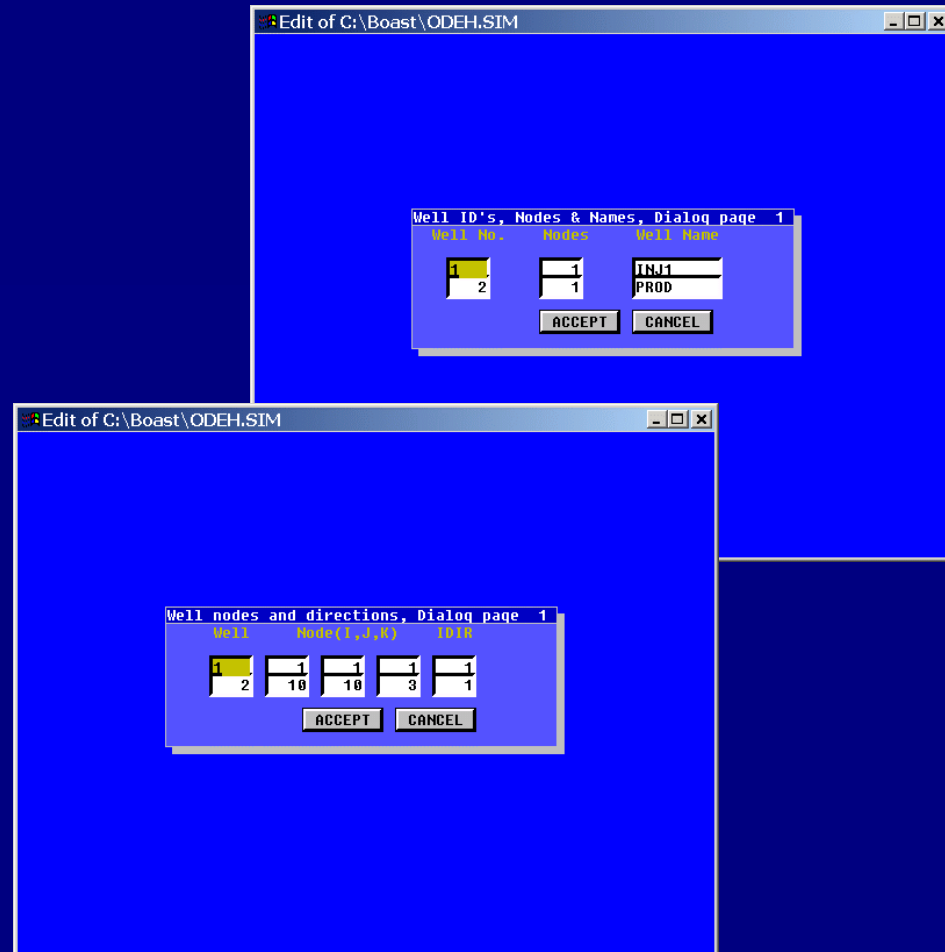 Edit of C:\Boast\ODEH.SIM
Well ID's, Nodes & Names, Dialog page 1
Well No. Nodes Well Name
1 1 INJ1
2 1 PROD
ACCEPT CANCEL
Edit of C:\Boast\ODEH.SIM
Well nodes and directions, Dialog page 1
Well Node(I,J,K) IDIR
1 1 1 1 1
2 10 10 3 1
ACCEPT CANCEL